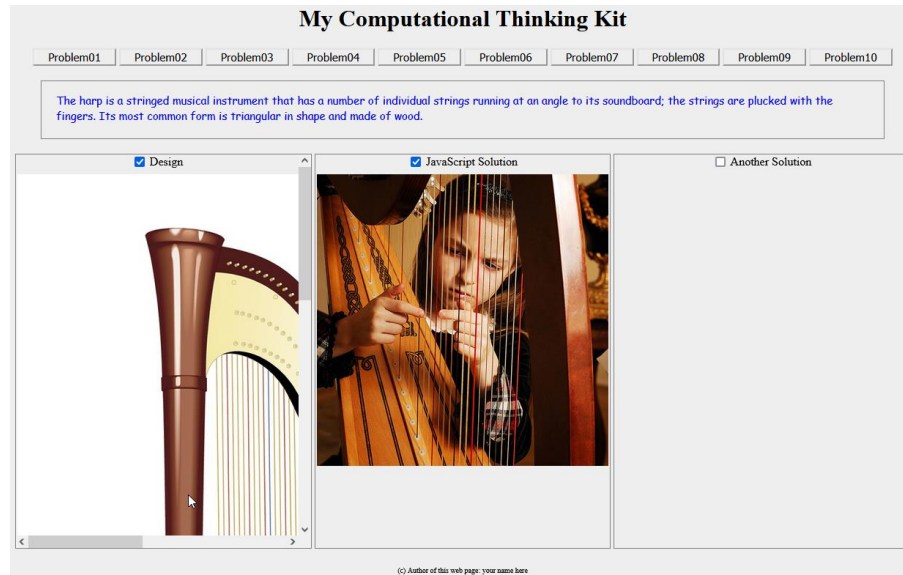 My Computational Thinking Kit
Problem01 Problem02 Problem03 Problem04 Problem05 Problem06 Problem07 Problem08 Problem09 Problem10
The harp is a stringed musical instrument that has a number of individual strings running at an angle to its soundboard; the strings are plucked with the
fingers. Its most common form is triangular in shape and made of wood.
Design
JavaScript Solution
Another Solution
(c) Author of this web page: your name here